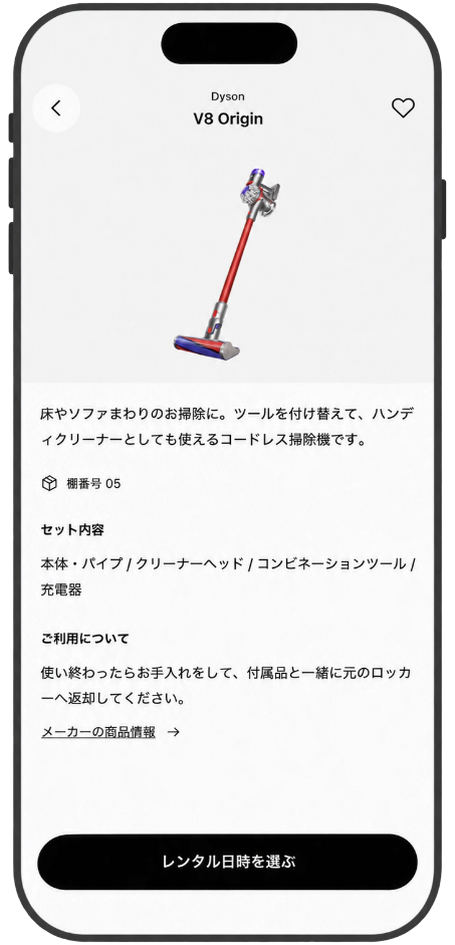 Dyson
V8 Origin
床やソファまわりのお掃除に。ツールを付け替えて、ハンデ
ィクリーナーとしても使えるコードレス掃除機です。
棚番号 05
セット内容
本体・パイプ / クリーナーヘッド / コンビネーションツール /
充電器
ご利用について
使い終わったらお手入れをして、付属品と一緒に元のロッカ
ーへ返却してください。
メーカーの商品情報 →
レンタル日時を選ぶ